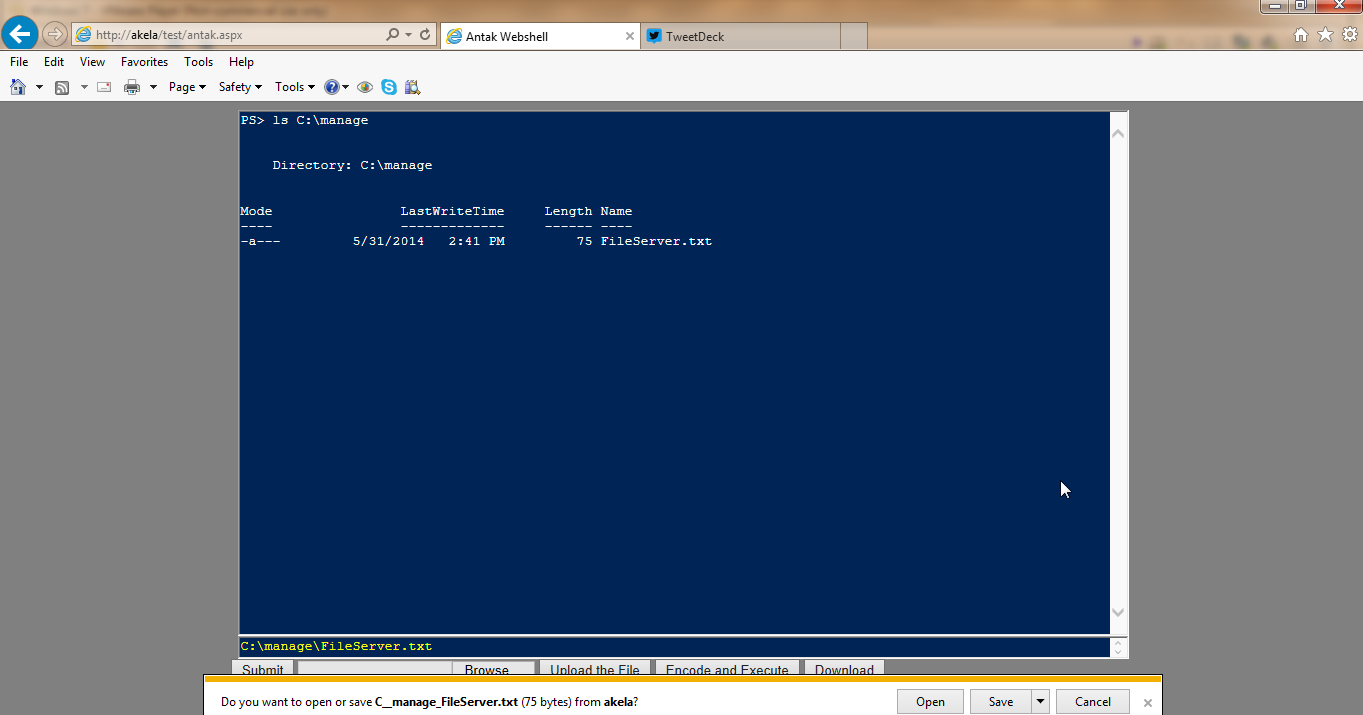 http://akela/test/antak.aspx
Antak Webshell
TweetDeck
File Edit View Favorites Tools Help
Page Safety Tools
PS> ls C:\manage
Directory: C:\manage
Mode LastWriteTime Length Name
---- ------------- ------ ----
-a--- 5/31/2014 2:41 PM 75 FileServer.txt
C:\manage\FileServer.txt
Submit Browse Upload the File Encode and Execute Download
Do you want to open or save C__manage_FileServer.txt (75 bytes) from akela? Open Save Cancel